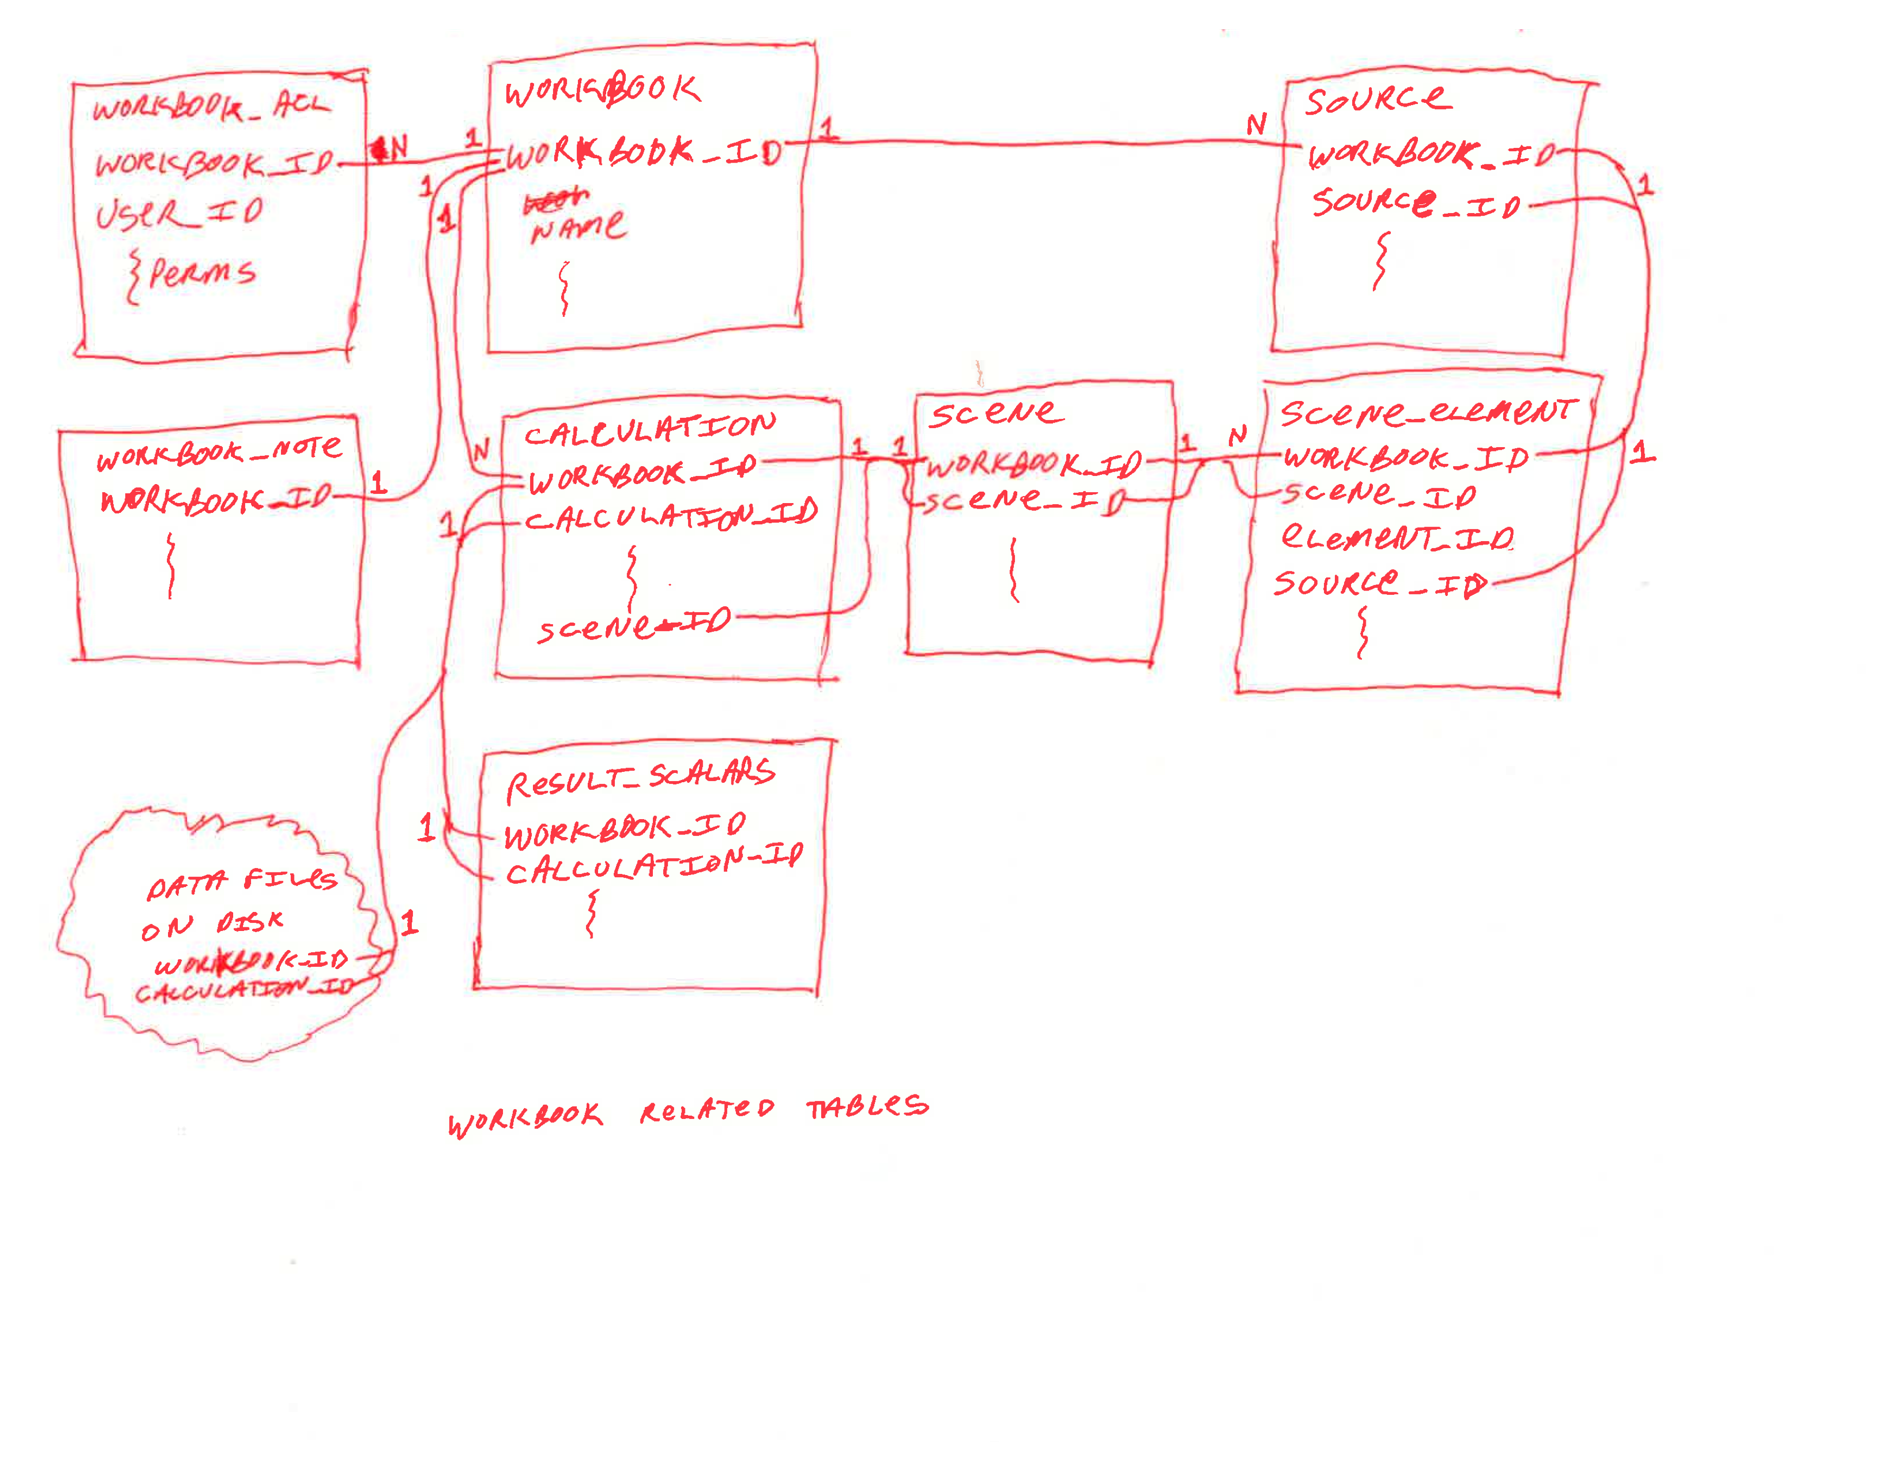 WORKBOOK_ACL
WORKBOOK_ID
USER_ID
PERMS
N
1
WORKBOOK
WORKBOOK_ID
NAME
1
N
SOURCE
WORKBOOK_ID
SOURCE_ID
1
1
1
WORKBOOK_NOTE
WORKBOOK_ID
1
N
CALCULATION
WORKBOOK_ID
CALCULATION_ID
SCENE_ID
1
1
1
SCENE
WORKBOOK_ID
SCENE_ID
1
N
SCENE_ELEMENT
WORKBOOK_ID
SCENE_ID
ELEMENT_ID
SOURCE_ID
1
RESULT_SCALARS
WORKBOOK_ID
CALCULATION_ID
1
DATA FILES
ON DISK
WORKBOOK_ID
CALCULATION_ID
1
WORKBOOK RELATED TABLES